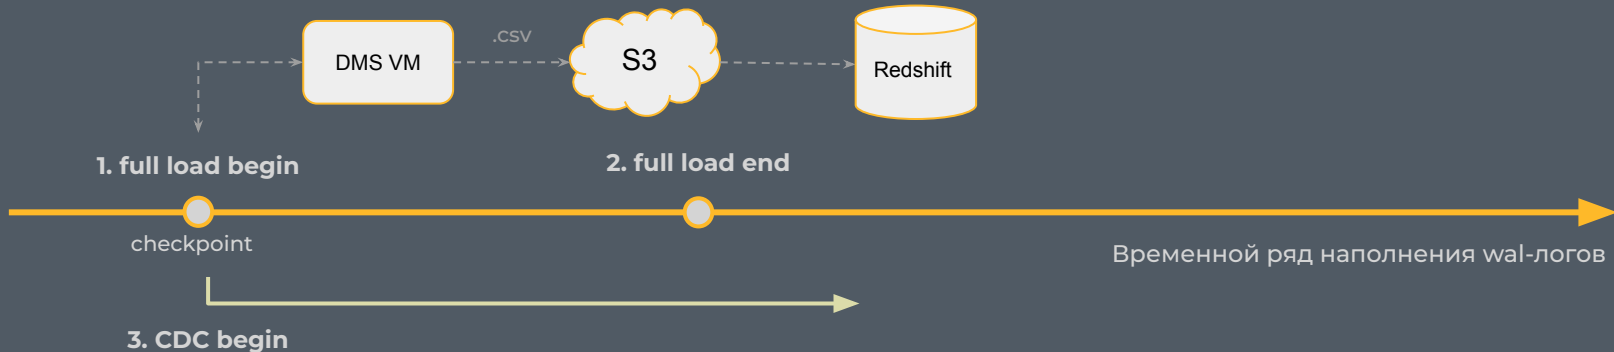 .csv
DMS VM
S3
Redshift
1. full load begin
2. full load end
checkpoint
Временной ряд наполнения wal-логов
3. CDC begin